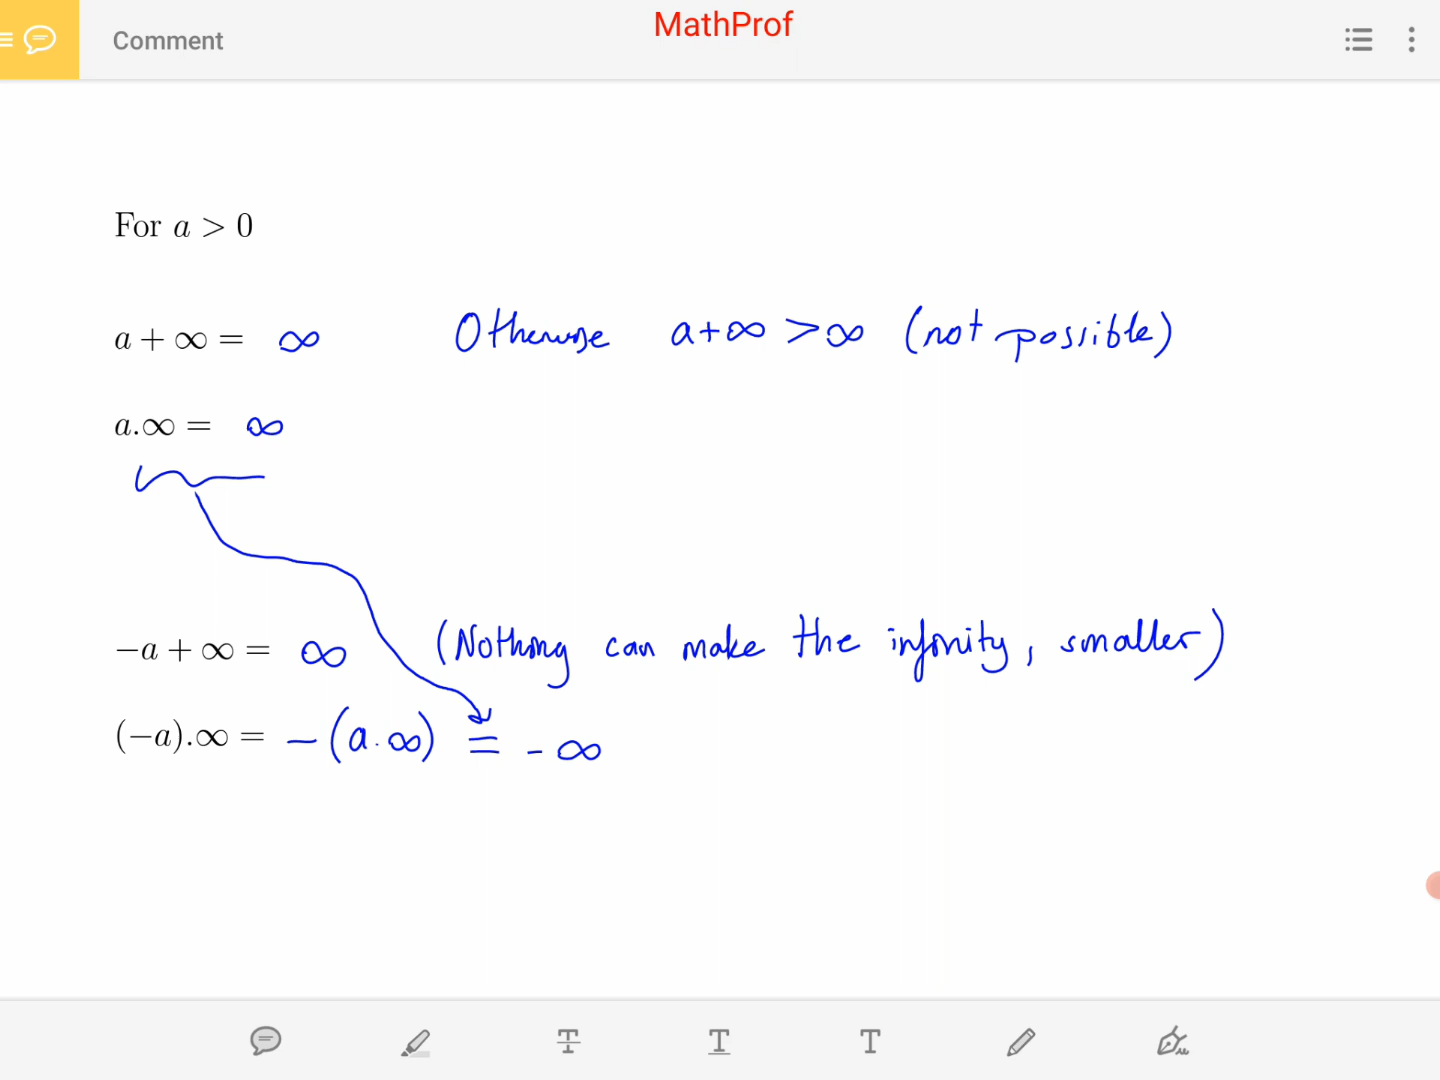 MathProf
Comment
For a > 0
a + ∞ = ∞ Otherwise a+∞ >∞ (not possible)
a.∞ = ∞
−a + ∞ = ∞ (Nothing can make the infinity, smaller)
(−a).∞ = −(a.∞) = -∞